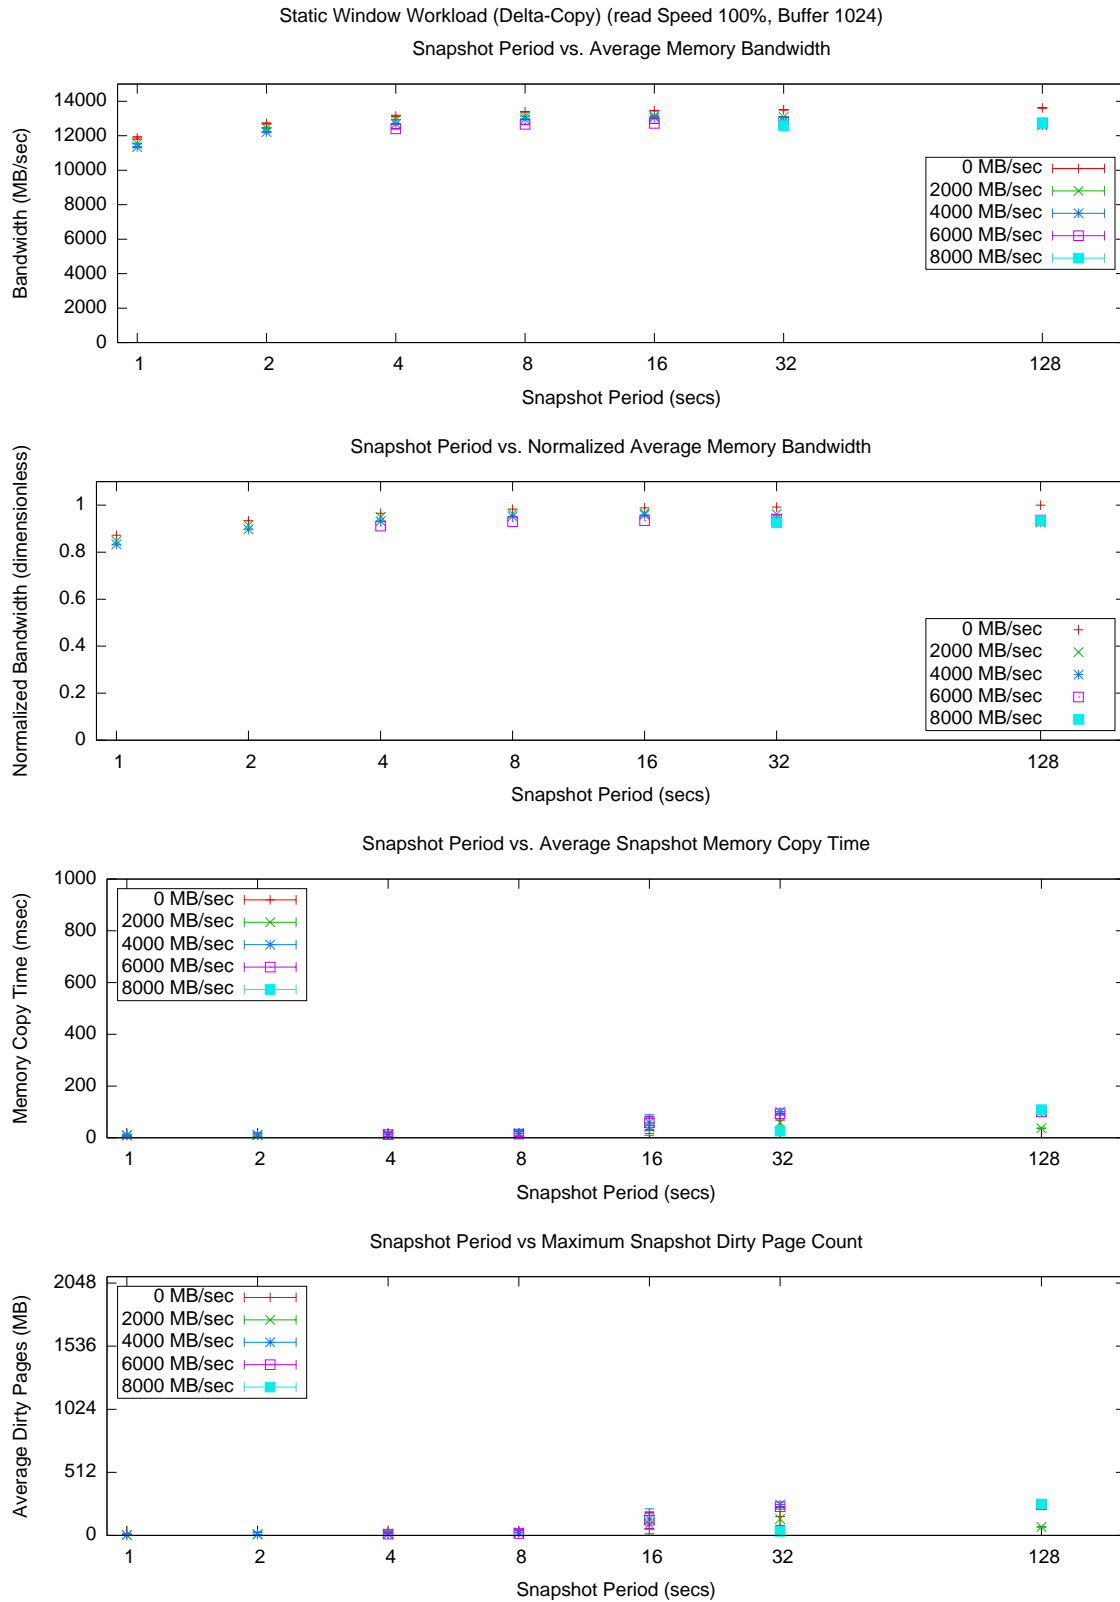 Static Window Workload (Delta-Copy) (read Speed 100%, Buffer 1024)
Snapshot Period vs. Average Memory Bandwidth
Bandwidth (MB/sec)
14000
12000
10000
8000
6000
4000
2000
0
0 MB/sec
2000 MB/sec
4000 MB/sec
6000 MB/sec
8000 MB/sec
1 2 4 8 16 32 128
Snapshot Period (secs)
Snapshot Period vs. Normalized Average Memory Bandwidth
Normalized Bandwidth (dimensionless)
1
0.8
0.6
0.4
0.2
0
0 MB/sec
2000 MB/sec
4000 MB/sec
6000 MB/sec
8000 MB/sec
1 2 4 8 16 32 128
Snapshot Period (secs)
Snapshot Period vs. Average Snapshot Memory Copy Time
Memory Copy Time (msec)
1000
800
600
400
200
0
0 MB/sec
2000 MB/sec
4000 MB/sec
6000 MB/sec
8000 MB/sec
1 2 4 8 16 32 128
Snapshot Period (secs)
Snapshot Period vs Maximum Snapshot Dirty Page Count
Average Dirty Pages (MB)
2048
1536
1024
512
0
0 MB/sec
2000 MB/sec
4000 MB/sec
6000 MB/sec
8000 MB/sec
1 2 4 8 16 32 128
Snapshot Period (secs)